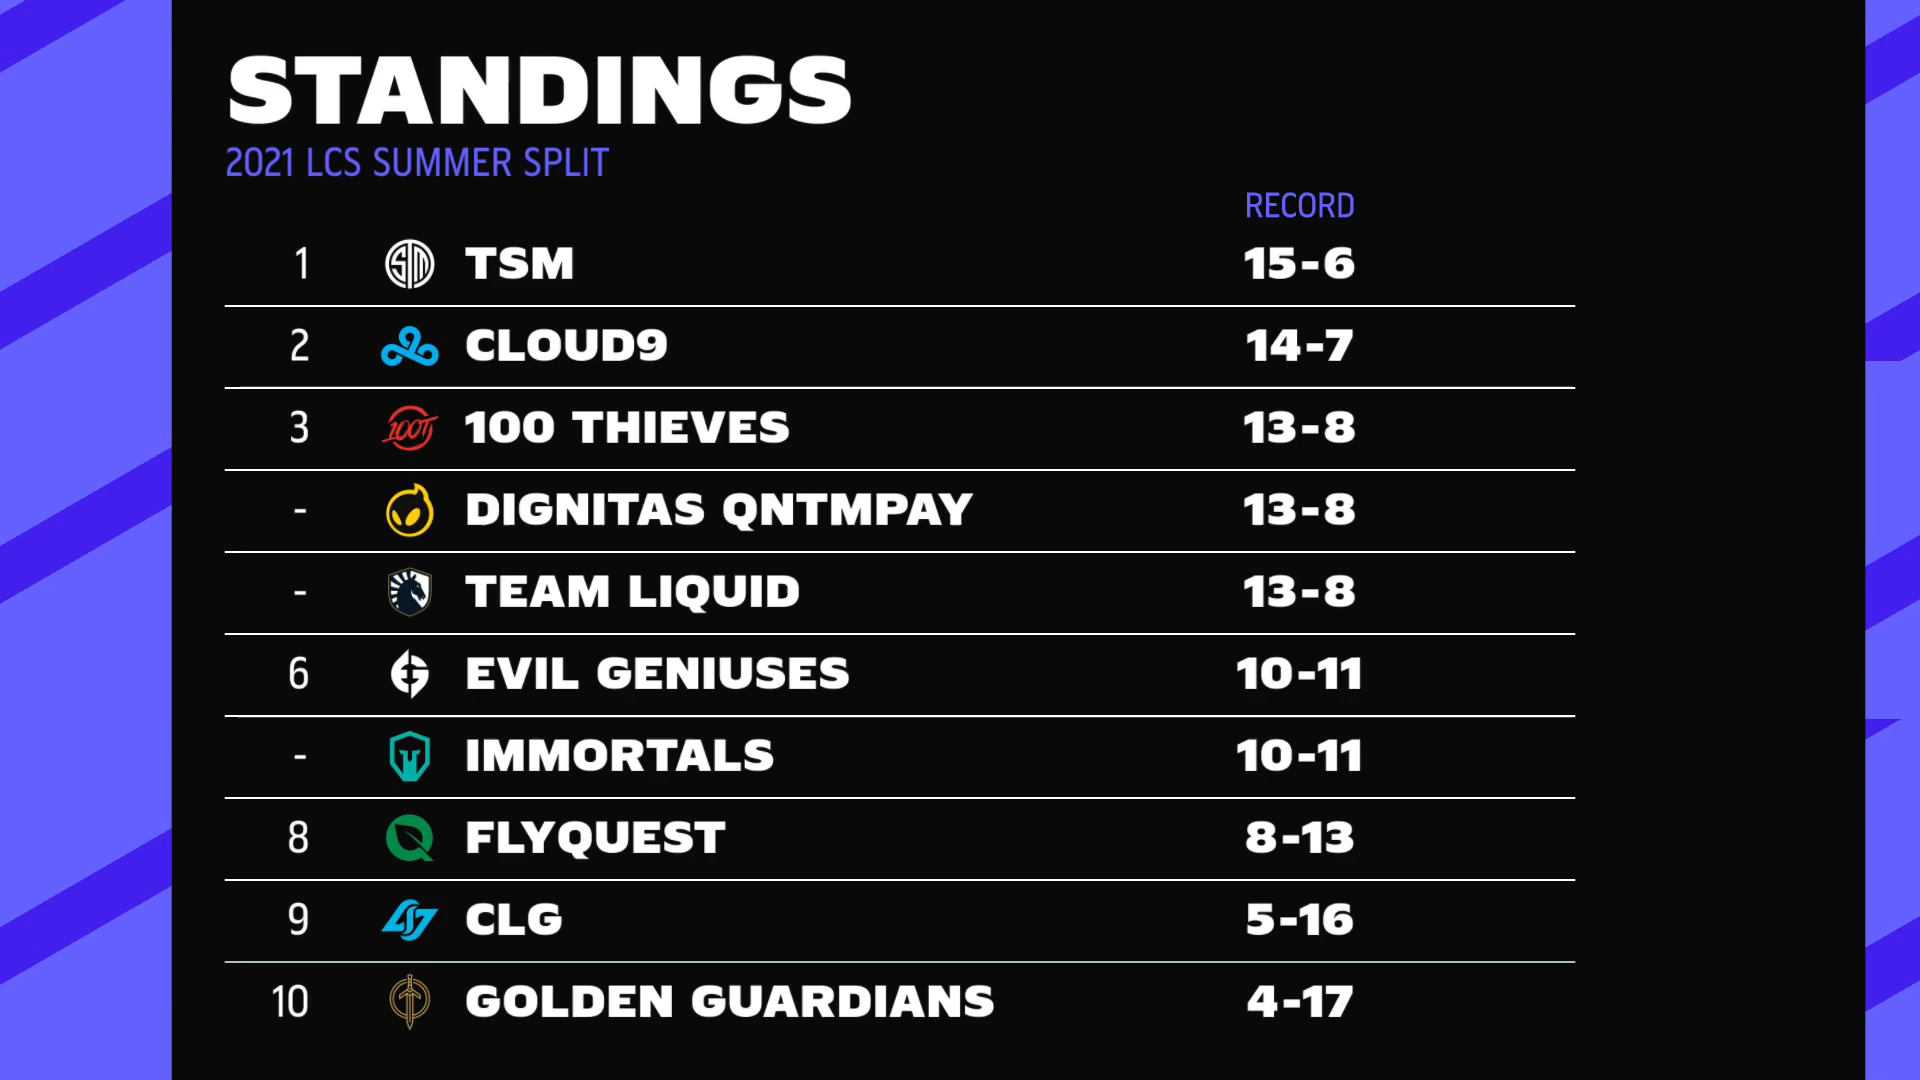 STANDINGS
2021 LCS SUMMER SPLIT
RECORD
1 TSM 15-6
2 CLOUD9 14-7
3 100T 100 THIEVES 13-8
- DIGNITAS QNTMPAY 13-8
- TEAM LIQUID 13-8
6 EVIL GENIUSES 10-11
- IMMORTALS 10-11
8 FLYQUEST 8-13
9 CLG 5-16
10 GOLDEN GUARDIANS 4-17